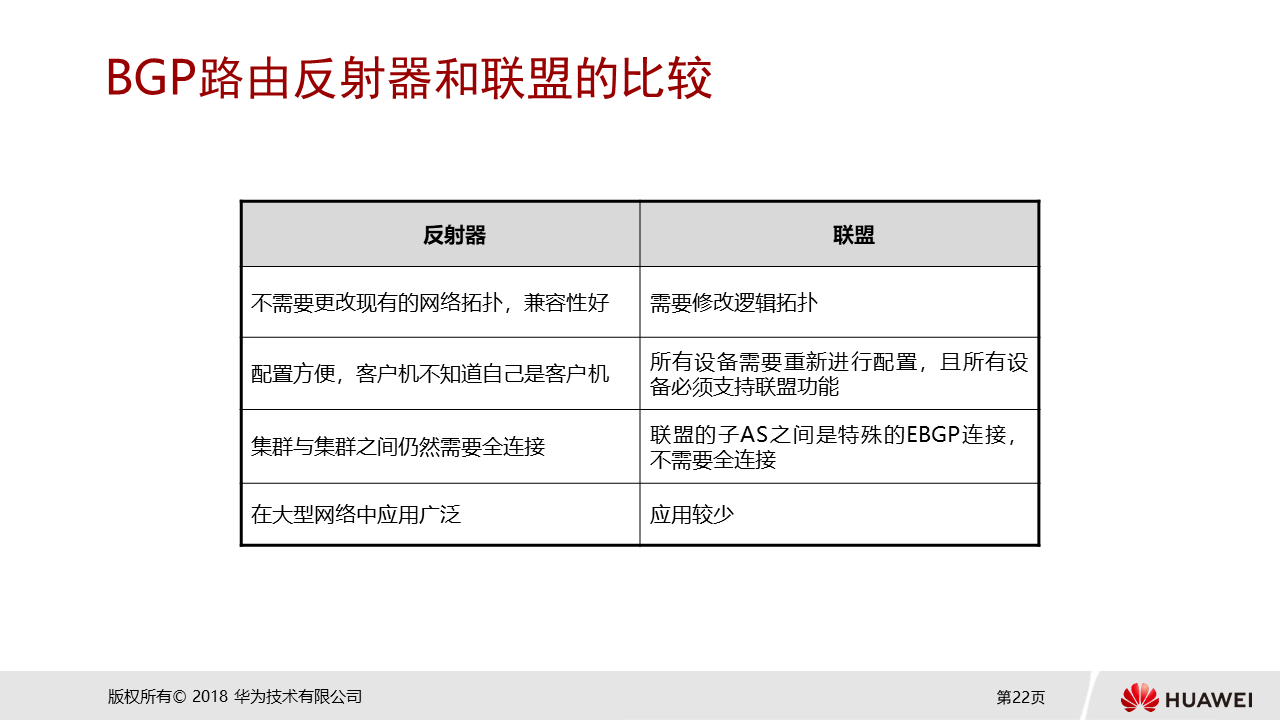 BGP路由反射器和联盟的比较
反射器
联盟
不需要更改现有的网络拓扑，兼容性好
需要修改逻辑拓扑
配置方便，客户机不知道自己是客户机
所有设备需要重新进行配置，且所有设
备必须支持联盟功能
集群与集群之间仍然需要全连接
联盟的子AS之间是特殊的EBGP连接，
不需要全连接
在大型网络中应用广泛
应用较少
版权所有© 2018 华为技术有限公司
第22页
HUAWEI